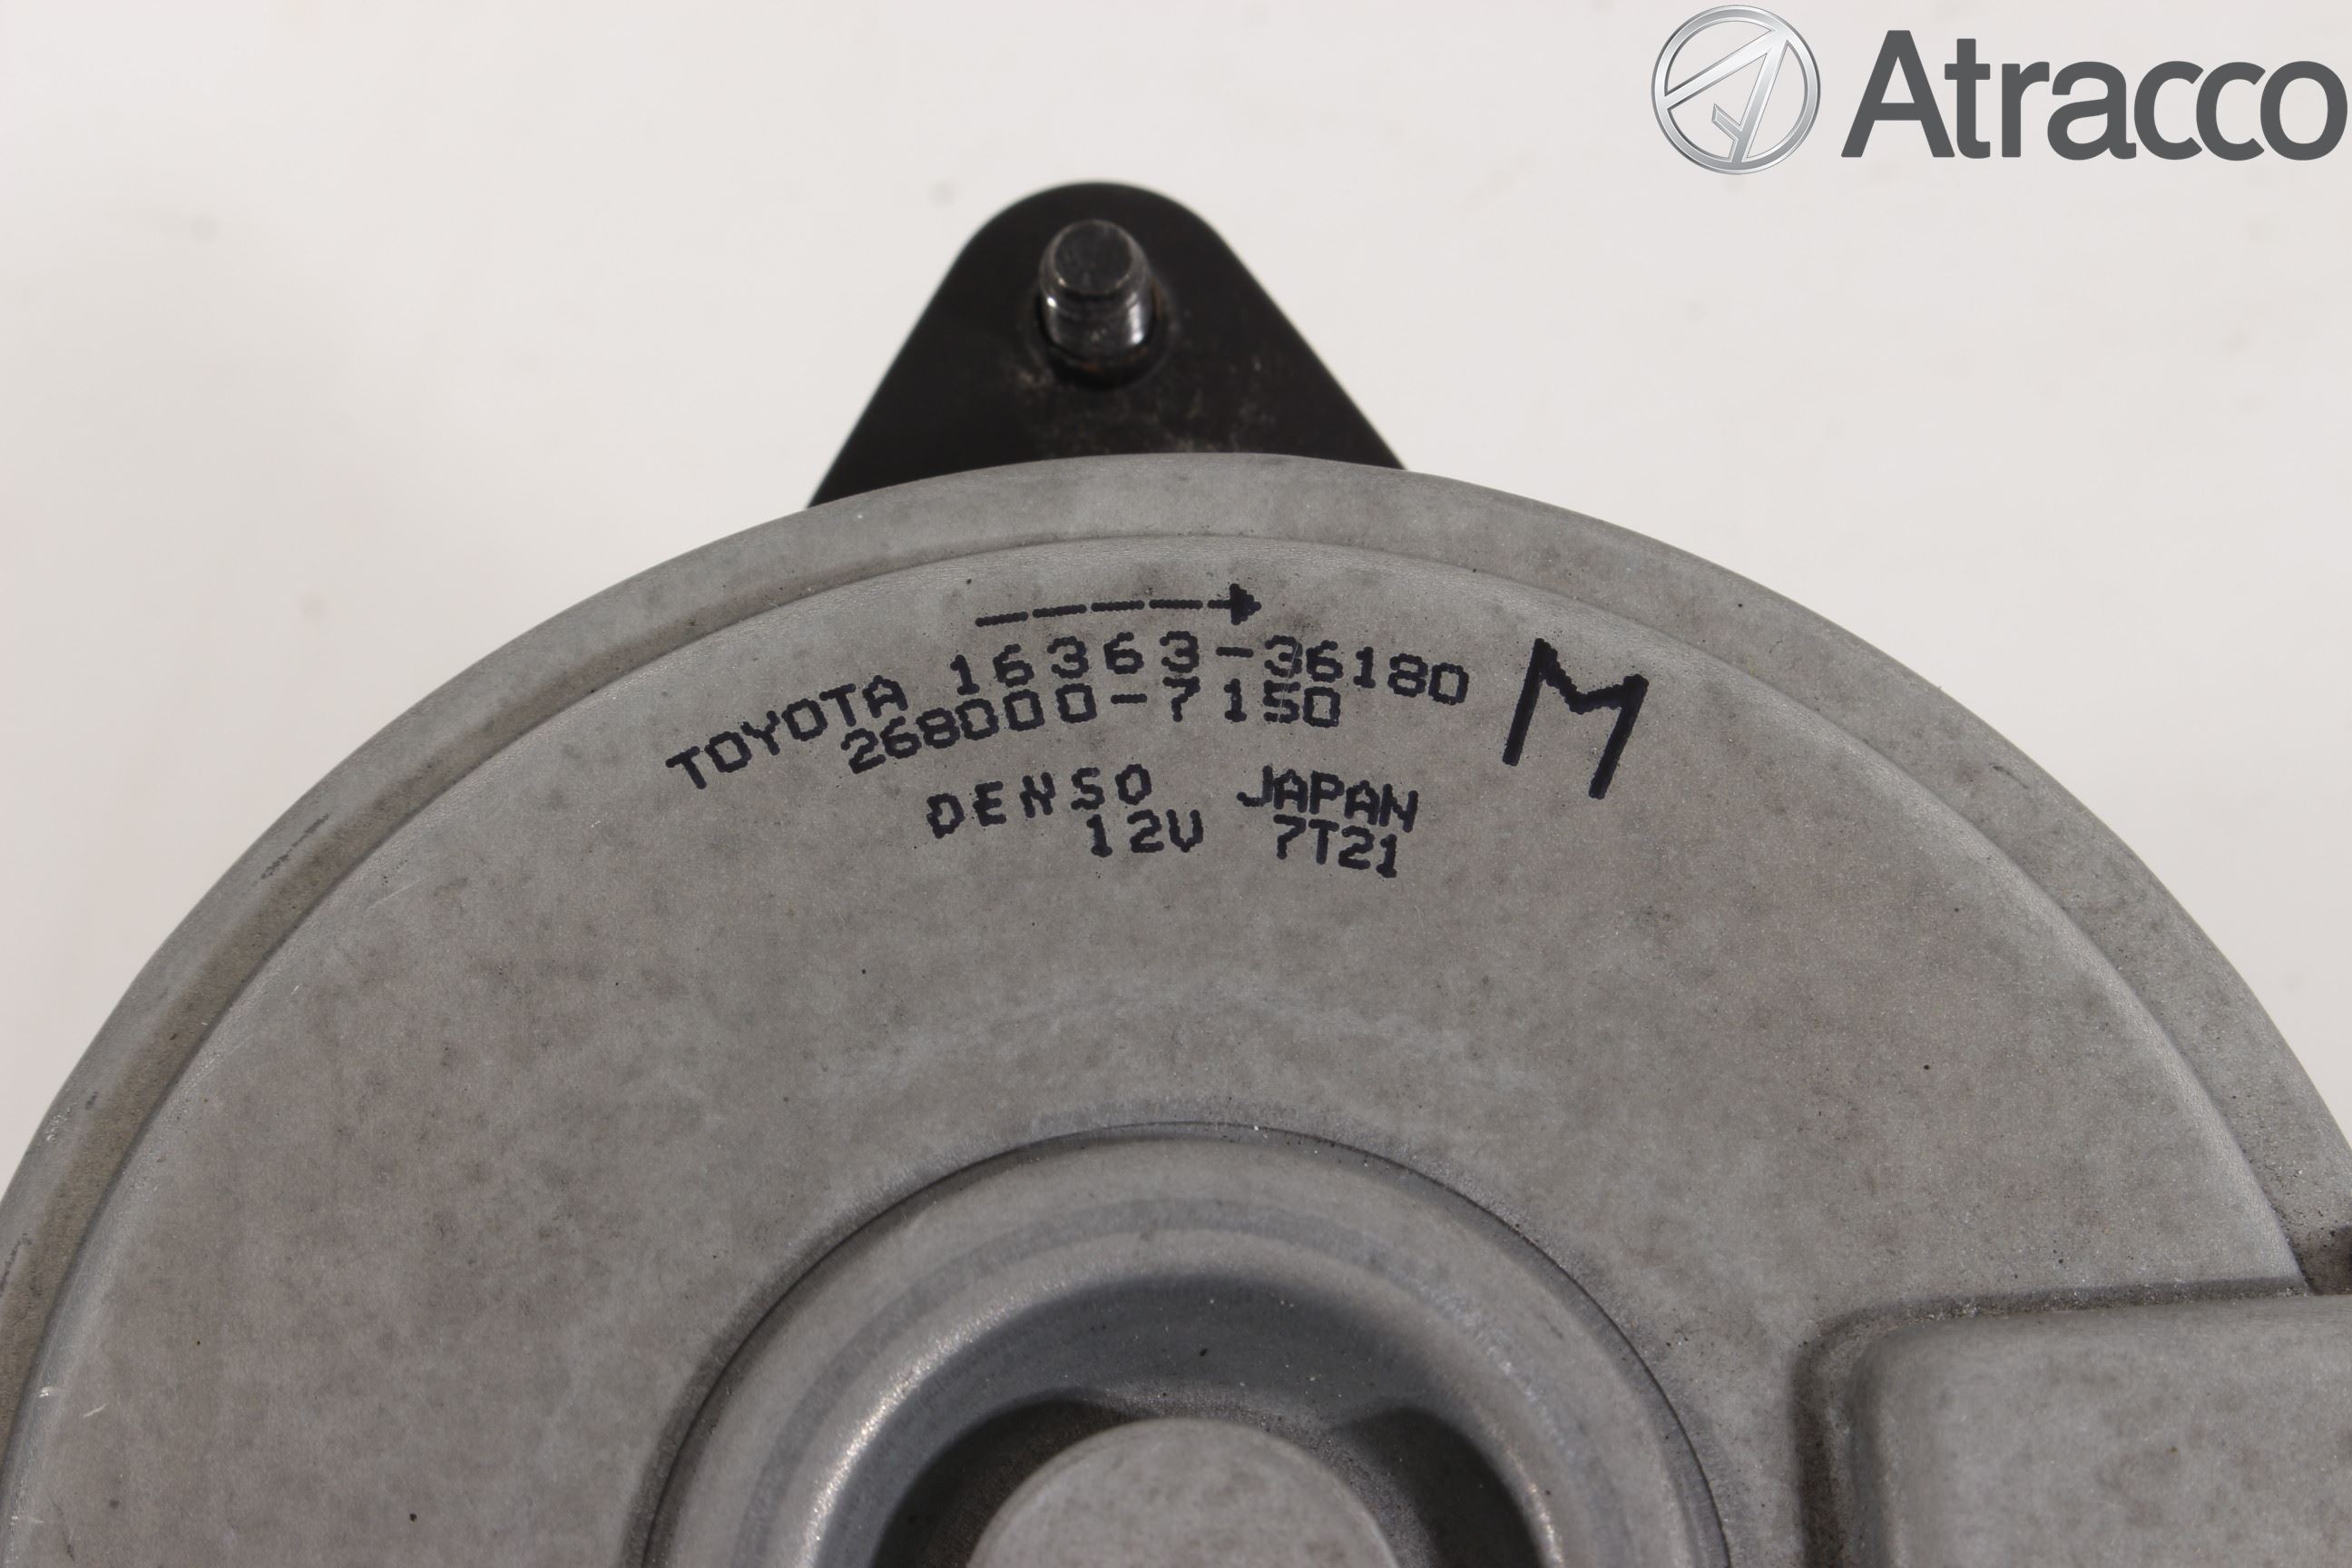 Atracco
TOYOTA 16363-36180
268000-7150
M
DENSO JAPAN
12V 7T21